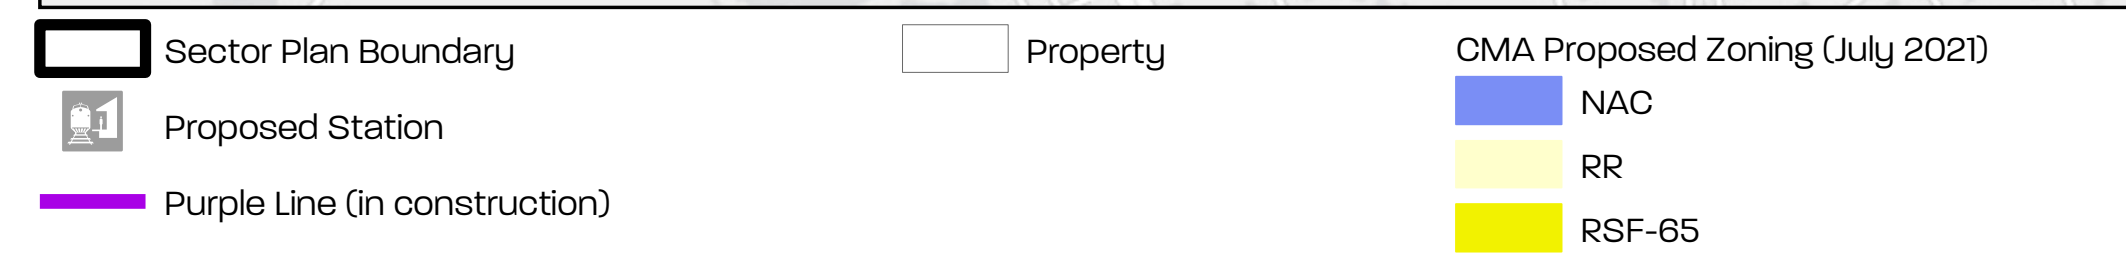 Sector Plan Boundary
Proposed Station
Purple Line (in construction)
Property
CMA Proposed Zoning (July 2021)
NAC
RR
RSF-65